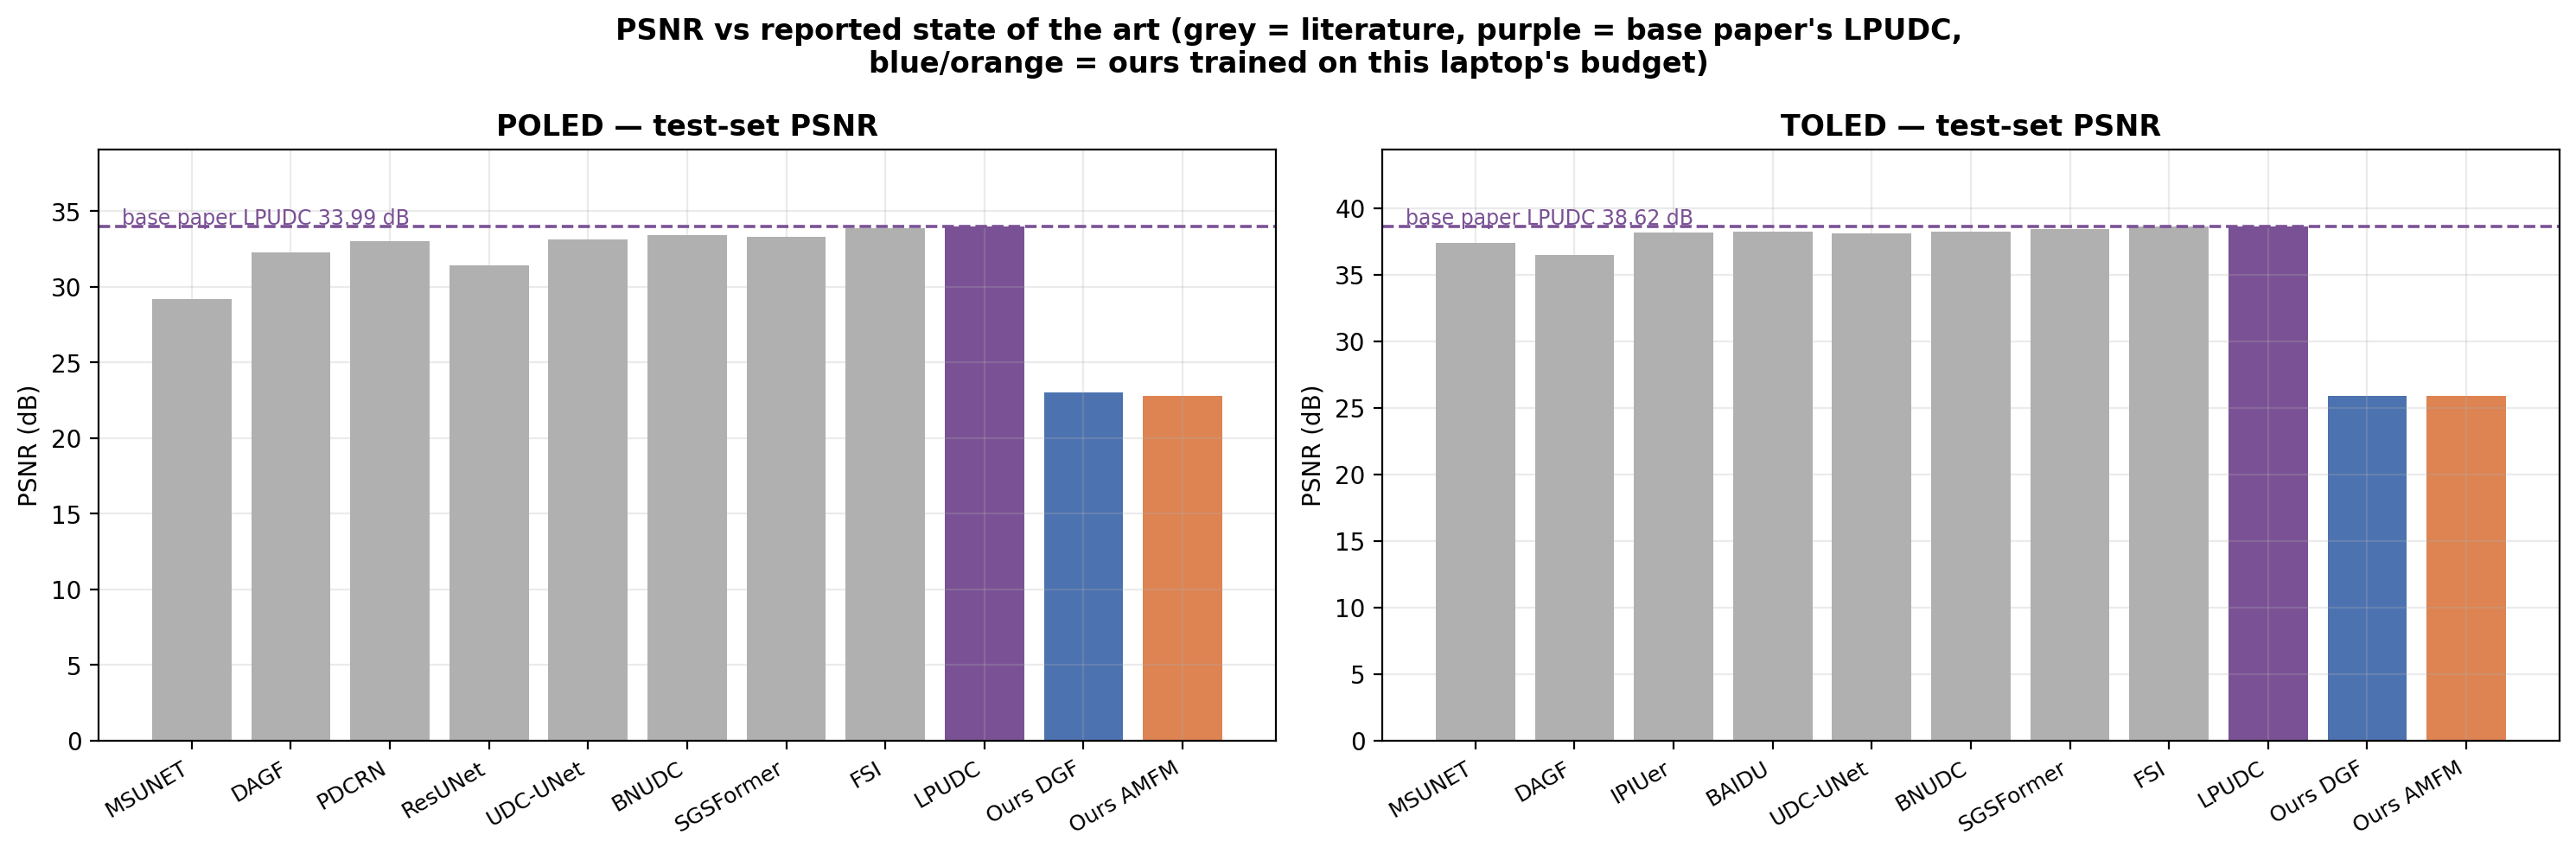 PSNR vs reported state of the art (grey = literature, purple = base paper's LPUDC,
blue/orange = ours trained on this laptop's budget)
POLED — test-set PSNR
PSNR (dB)
35
30
25
20
15
10
5
0
base paper LPUDC 33.99 dB
MSUNET
DAGF
PDCRN
ResUNet
UDC-UNet
BNUDC
SGSFormer
FSI
LPUDC
Ours DGF
Ours AMFM
TOLED — test-set PSNR
PSNR (dB)
40
35
30
25
20
15
10
5
0
base paper LPUDC 38.62 dB
MSUNET
DAGF
IPIUer
BAIDU
UDC-UNet
BNUDC
SGSFormer
FSI
LPUDC
Ours DGF
Ours AMFM